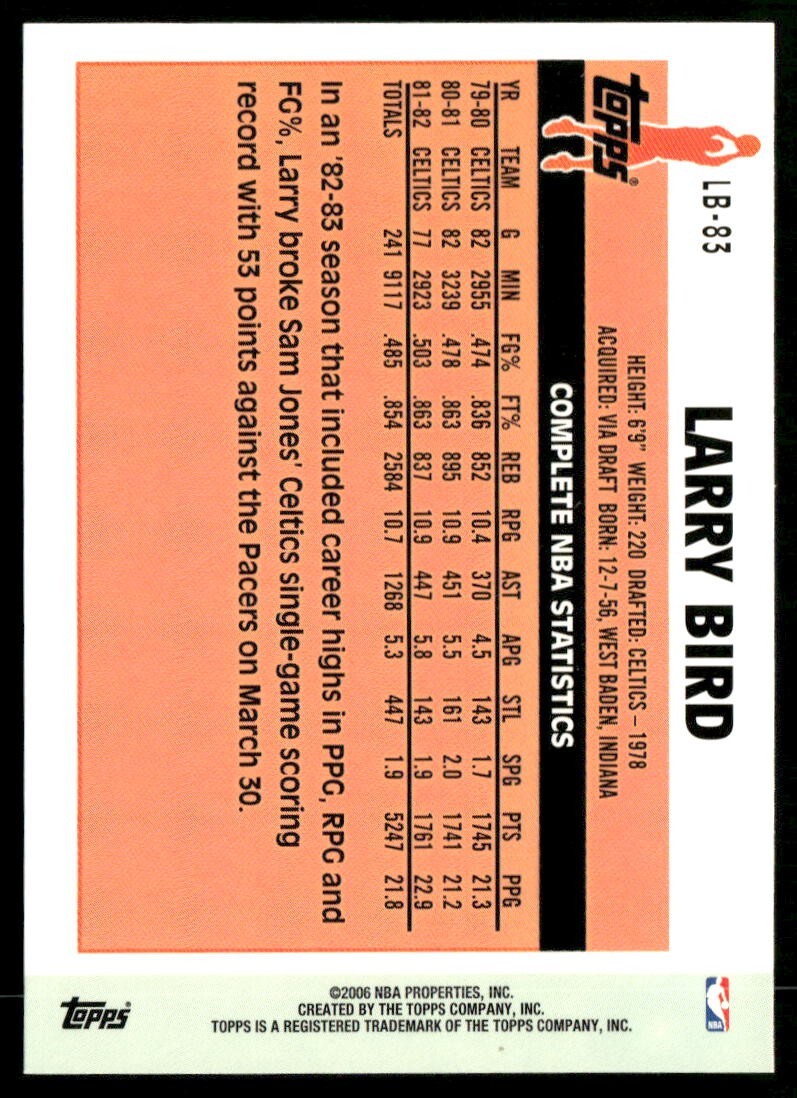 LB-83
LARRY BIRD
HEIGHT: 6'9" WEIGHT: 220 DRAFTED: CELTICS – 1978
ACQUIRED: VIA DRAFT BORN: 12-7-56, WEST BADEN, INDIANA
Topps®
COMPLETE NBA STATISTICS
YR TEAM G MIN FG% FT% REB RPG AST APG STL SPG PTS PPG
79-80 CELTICS 82 2955 .474 .836 852 10.4 370 4.5 143 1.7 1745 21.3
80-81 CELTICS 82 3239 .478 .863 895 10.9 451 5.5 161 2.0 1741 21.2
81-82 CELTICS 77 2923 .503 .863 837 10.9 447 5.8 143 1.9 1761 22.9
TOTALS 241 9117 .485 .854 2584 10.7 1268 5.3 447 1.9 5247 21.8
In an '82-83 season that included career highs in PPG, RPG and
FG%, Larry broke Sam Jones' Celtics single-game scoring
record with 53 points against the Pacers on March 30.
Topps®
©2006 NBA PROPERTIES, INC.
CREATED BY THE TOPPS COMPANY, INC.
TOPPS IS A REGISTERED TRADEMARK OF THE TOPPS COMPANY, INC.
NBA